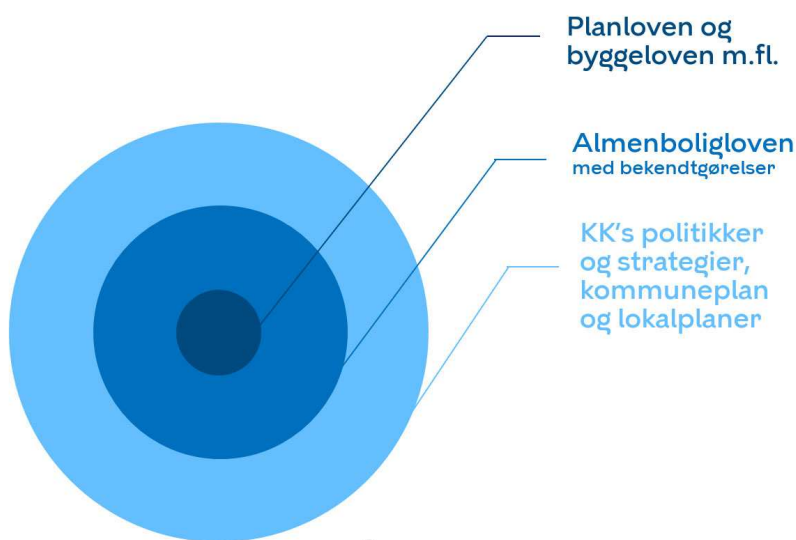 Planloven og
byggeloven m.fl.
Almenboligloven
med bekendtgørelser
KK's politikker
og strategier,
kommuneplan
og lokalplaner